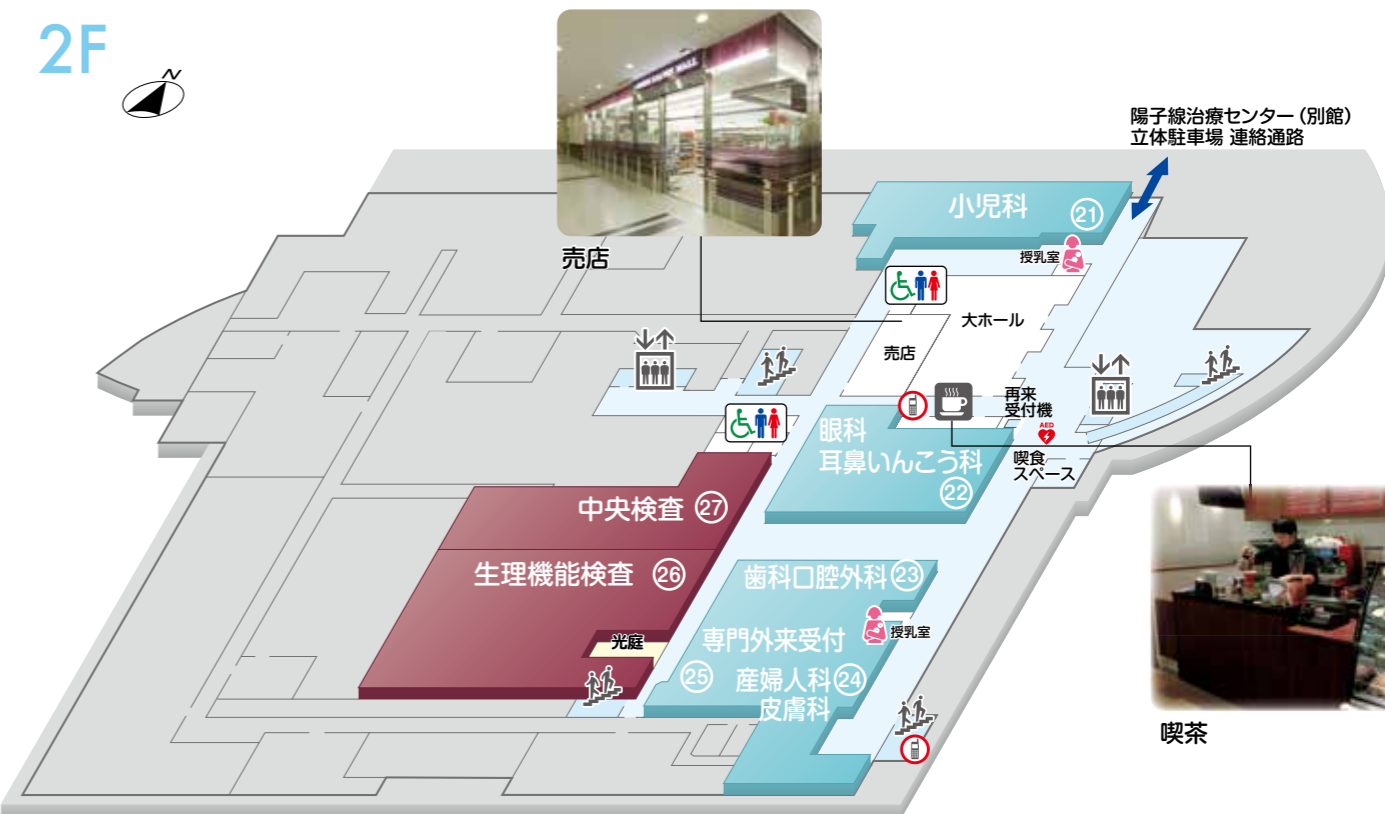 2F
N
陽子線治療センター（別館）
立体駐車場 連絡通路
売店
小児科 ㉑
授乳室
大ホール
売店
再来
受付機
AED
喫食
スペース
眼科
耳鼻いんこう科
㉒
中央検査 ㉗
生理機能検査 ㉖
光庭
歯科口腔外科 ㉓
授乳室
専門外来受付
㉕
産婦人科 ㉔
皮膚科
喫茶